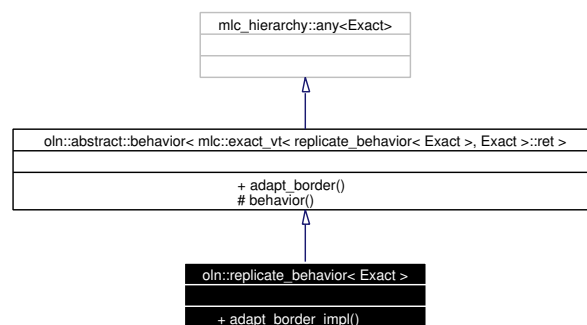 mlc_hierarchy::any<Exact>
oln::abstract::behavior< mlc::exact_vt< replicate_behavior< Exact >, Exact >::ret >
+ adapt_border()
# behavior()
oln::replicate_behavior< Exact >
+ adapt_border_impl()